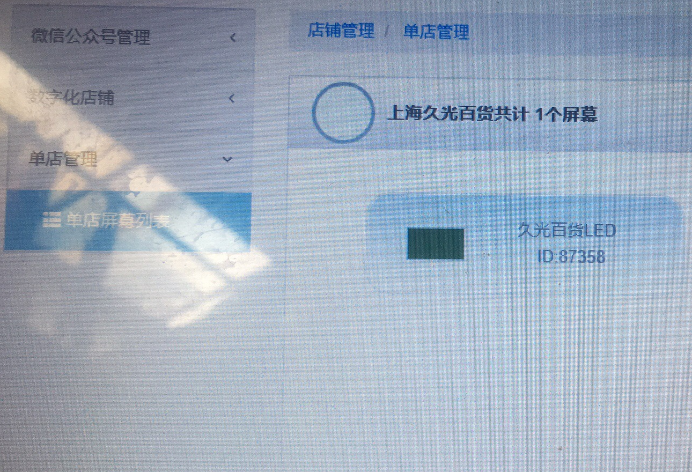 微信公众号管理
数字化店铺
单店管理
单店屏幕列表
店铺管理 / 单店管理
上海久光百货共计 1个屏幕
久光百货LED
ID:87358